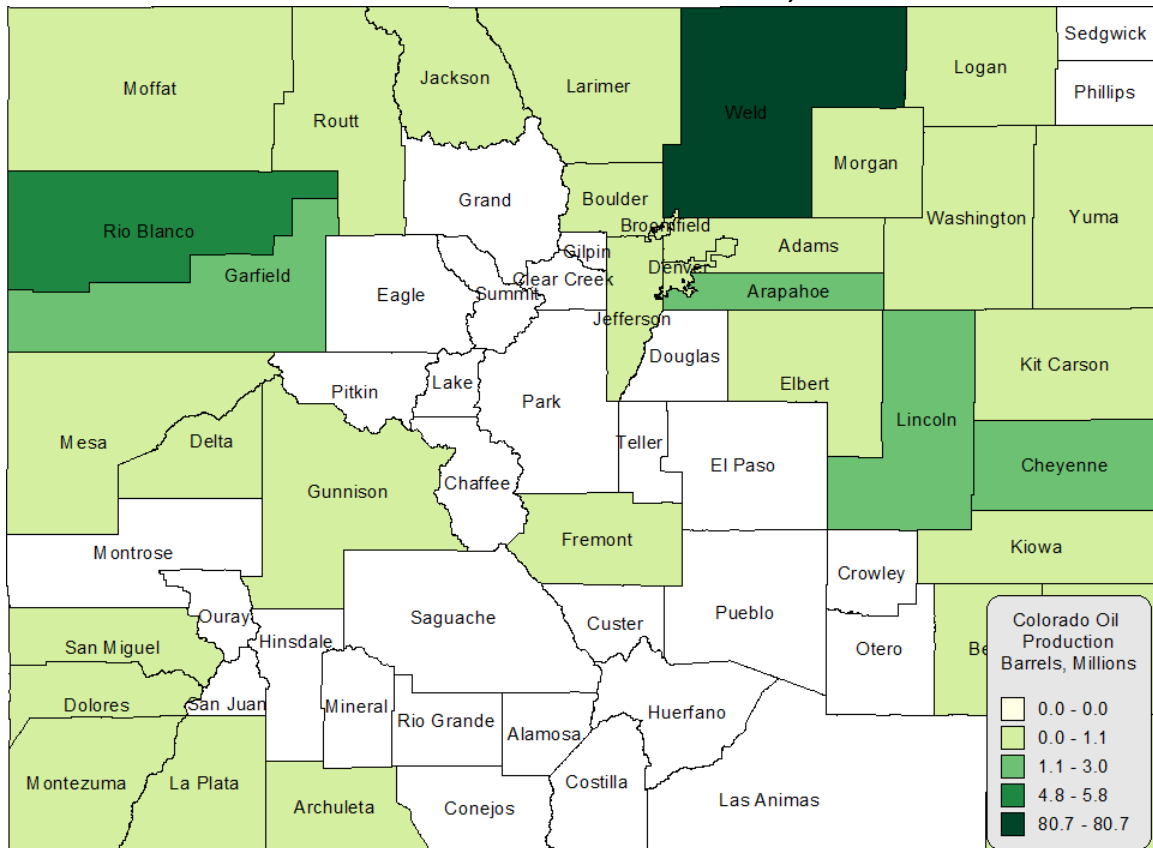 Sedgwick
Logan
Jackson
Larimer
Moffat
Phillips
Weld
Routt
Morgan
Grand
Boulder
Washington
Yuma
Broomfield
Rio Blanco
Adams
Gilpin
Denver
Garfield
Clear Creek
Eagle
Summit
Arapahoe
Jefferson
Douglas
Kit Carson
Elbert
Lake
Pitkin
Park
Lincoln
Mesa
Delta
Teller
El Paso
Cheyenne
Chaffee
Gunnison
Fremont
Kiowa
Montrose
Crowley
Pueblo
Ouray
Saguache
Custer
Hinsdale
San Miguel
Otero
Be
Dolores
San Juan
Mineral
Huerfano
Rio Grande
Alamosa
Montezuma
La Plata
Costilla
Archuleta
Conejos
Las Animas
Colorado Oil
Production
Barrels, Millions
0.0 - 0.0
0.0 - 1.1
1.1 - 3.0
4.8 - 5.8
80.7 - 80.7